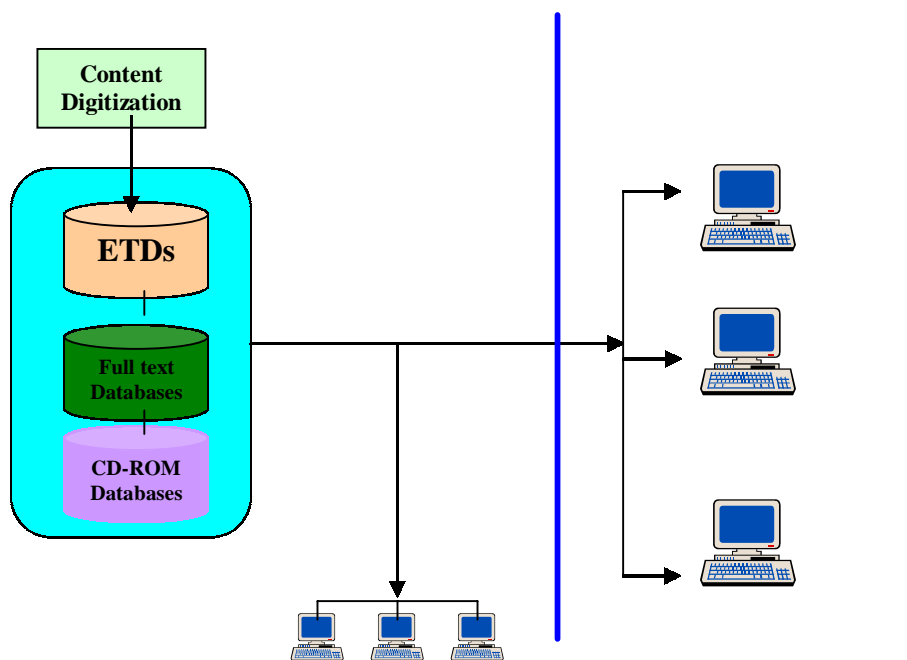 Content
Digitization
ETDs
Full text
Databases
CD-ROM
Databases